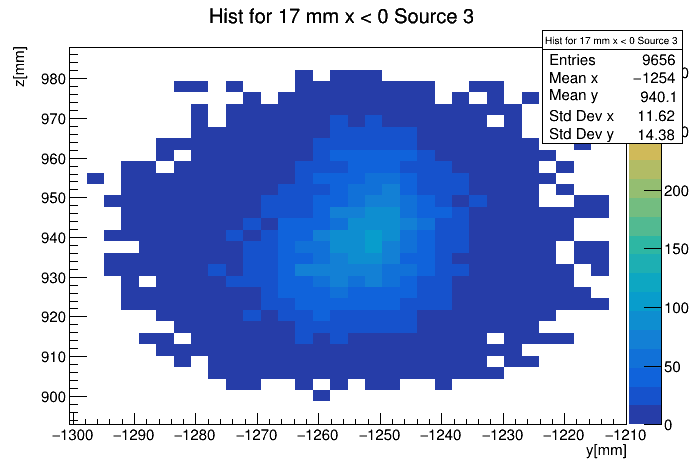 Hist for 17 mm x < 0 Source 3
z[mm]
Hist for 17 mm x < 0 Source 3
Entries 9656
Mean x −1254
Mean y 940.1
Std Dev x 11.62
Std Dev y 14.38
980
970
960
950
940
930
920
910
900
0
0
200
150
100
50
0
−1300 −1290 −1280 −1270 −1260 −1250 −1240 −1230 −1220 −1210
y[mm]